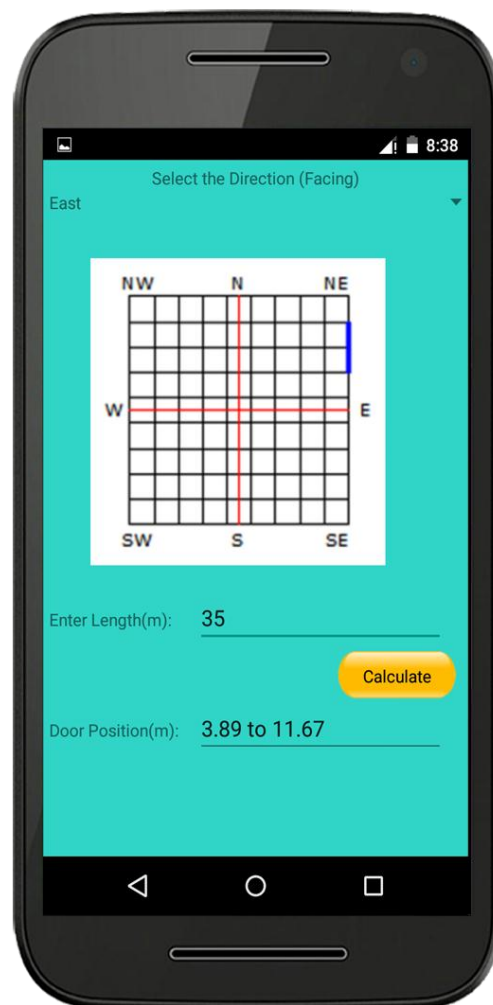 8:38
Select the Direction (Facing)
East
NW N NE
W E
SW S SE
Enter Length(m): 35
Calculate
Door Position(m): 3.89 to 11.67